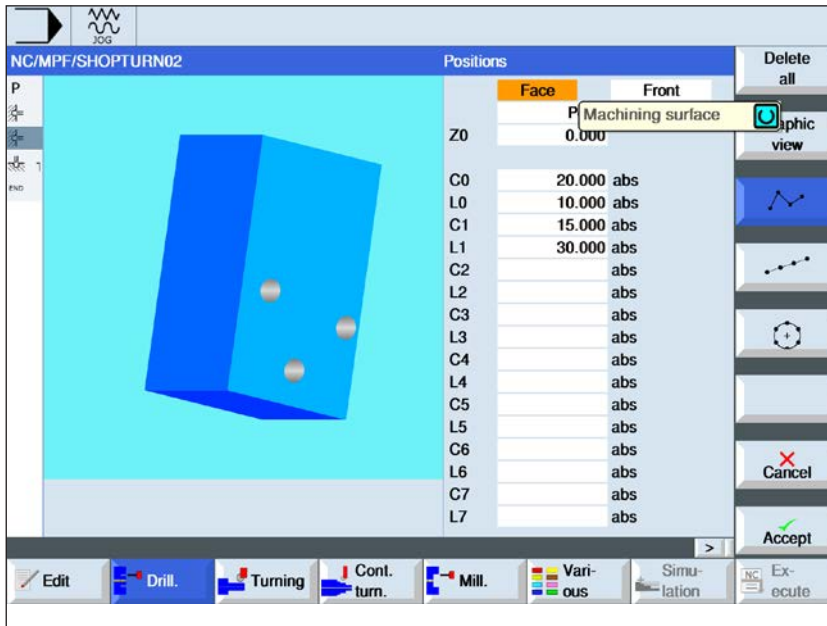 JOG
NC/MPF/SHOPTURN02
Positions
Delete
all
P
Face
Front
P
Machining surface
aphic
view
Z0 0.000
C0 20.000 abs
L0 10.000 abs
C1 15.000 abs
L1 30.000 abs
C2 abs
L2 abs
C3 abs
L3 abs
C4 abs
L4 abs
C5 abs
L5 abs
C6 abs
L6 abs
C7 abs
L7 abs
END
Cancel
Accept
>
Edit
Drill.
Turning
Cont.
turn.
Mill.
Vari-
ous
Simu-
lation
NC
Ex-
ecute